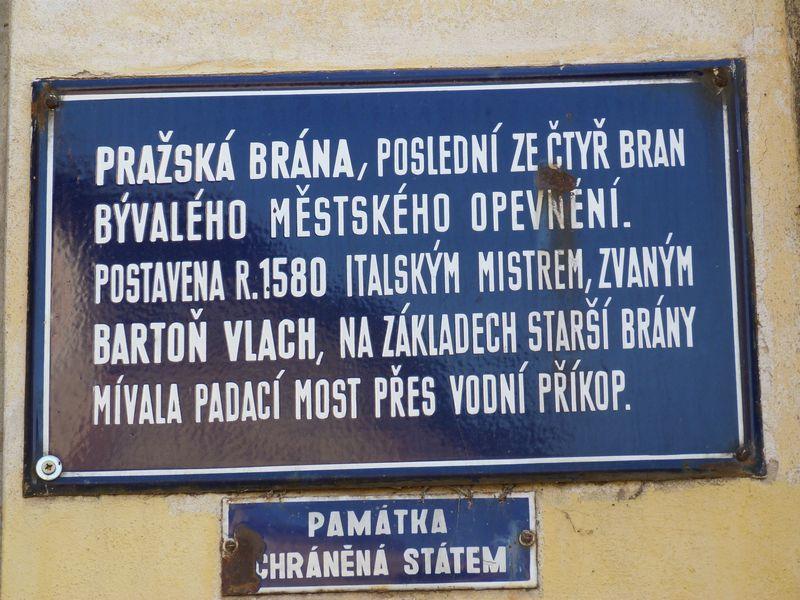 PRAŽSKÁ BRÁNA, POSLEDNÍ ZE ČTYŘ BRAN
BÝVALÉHO MĚSTSKÉHO OPEVNĚNÍ.
POSTAVENA R.1580 ITALSKÝM MISTREM, ZVANÝM
BARTOŇ VLACH, NA ZÁKLADECH STARŠÍ BRÁNY
MÍVALA PADACÍ MOST PŘES VODNÍ PŘÍKOP.
PAMÁTKA
CHRÁNĚNÁ STÁTEM